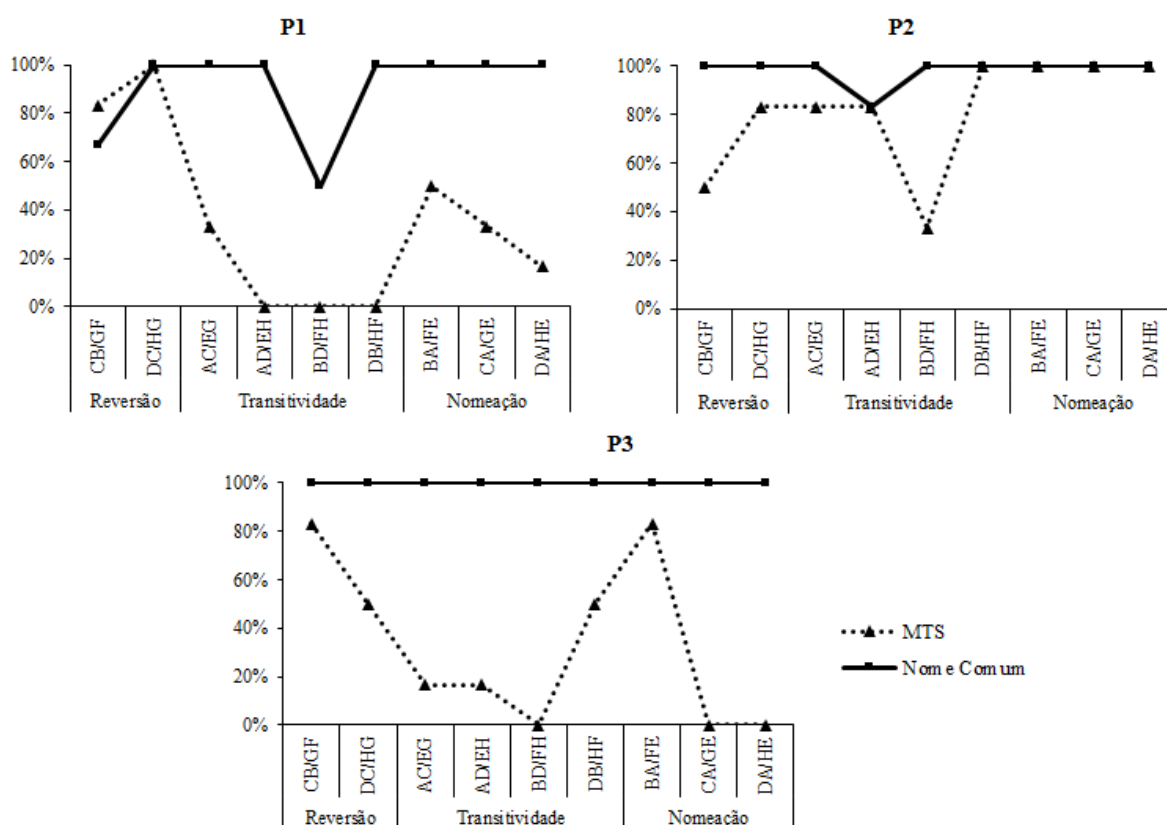 P1
100%
80%
60%
40%
20%
0%
CB/GF
DC/HG
AC/EG
AD/EH
BD/FH
DB/HF
BA/FE
CA/GE
DA/HE
Reversão Transitividade Nomeação
P2
100%
80%
60%
40%
20%
0%
CB/GF
DC/HG
AC/EG
AD/EH
BD/FH
DB/HF
BA/FE
CA/GE
DA/HE
Reversão Transitividade Nomeação
P3
100%
80%
60%
40%
20%
0%
CB/GF
DC/HG
AC/EG
AD/EH
BD/FH
DB/HF
BA/FE
CA/GE
DA/HE
Reversão Transitividade Nomeação
MTS
Nome Comum